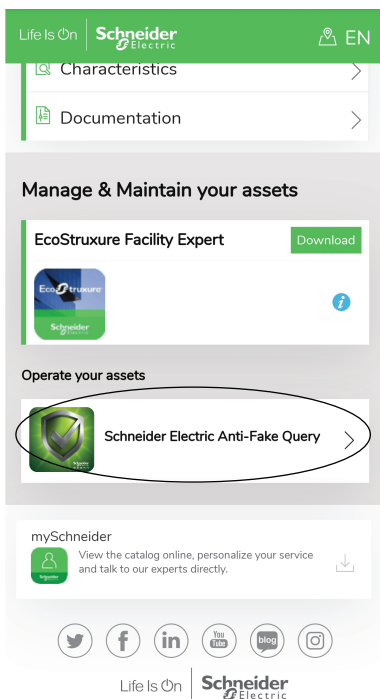 Life Is On Schneider Electric EN
Characteristics
Documentation
Manage & Maintain your assets
EcoStruxure Facility Expert Download
EcoStruxure
Schneider
Electric
Operate your assets
Schneider Electric Anti-Fake Query
mySchneider
View the catalog online, personalize your service
and talk to our experts directly.
Schneider
You
Tube
blog
Life Is On Schneider Electric